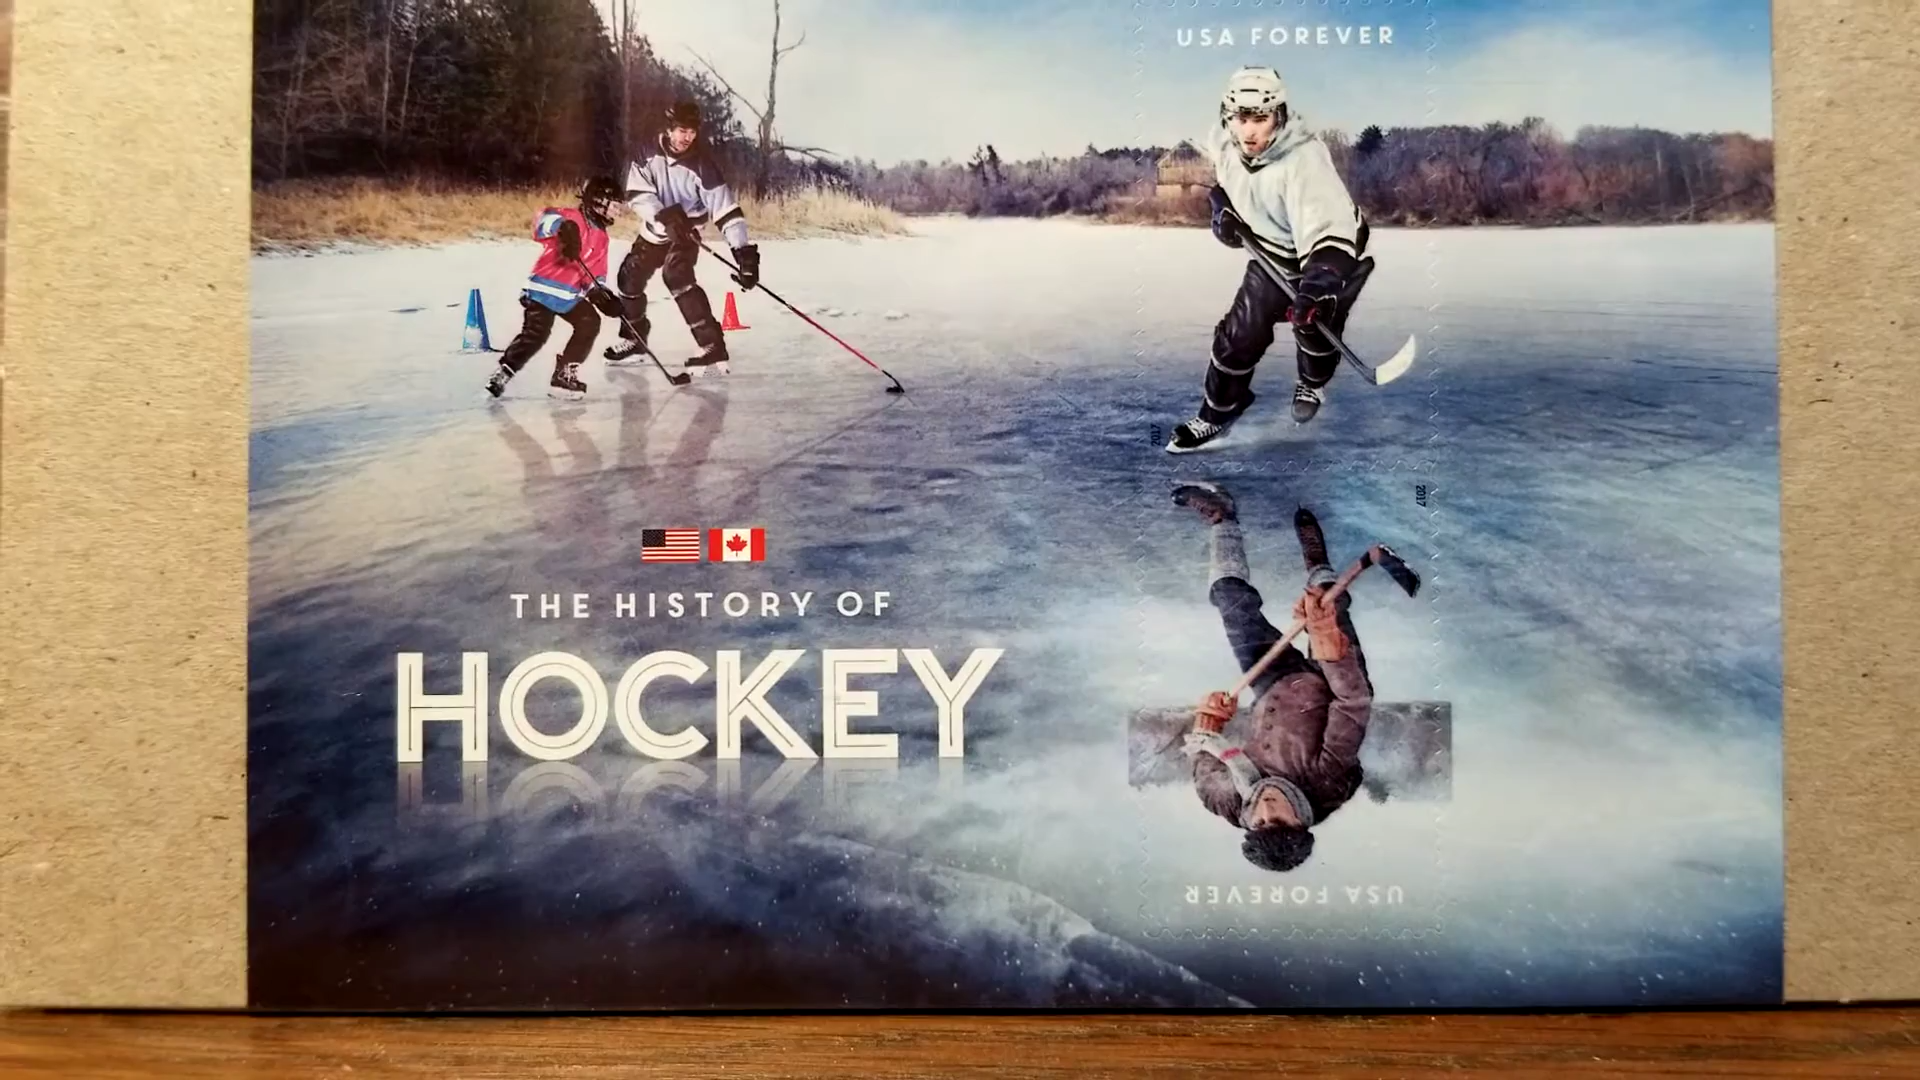 USA FOREVER
2017
2017
THE HISTORY OF
HOCKEY
USA FOREVER